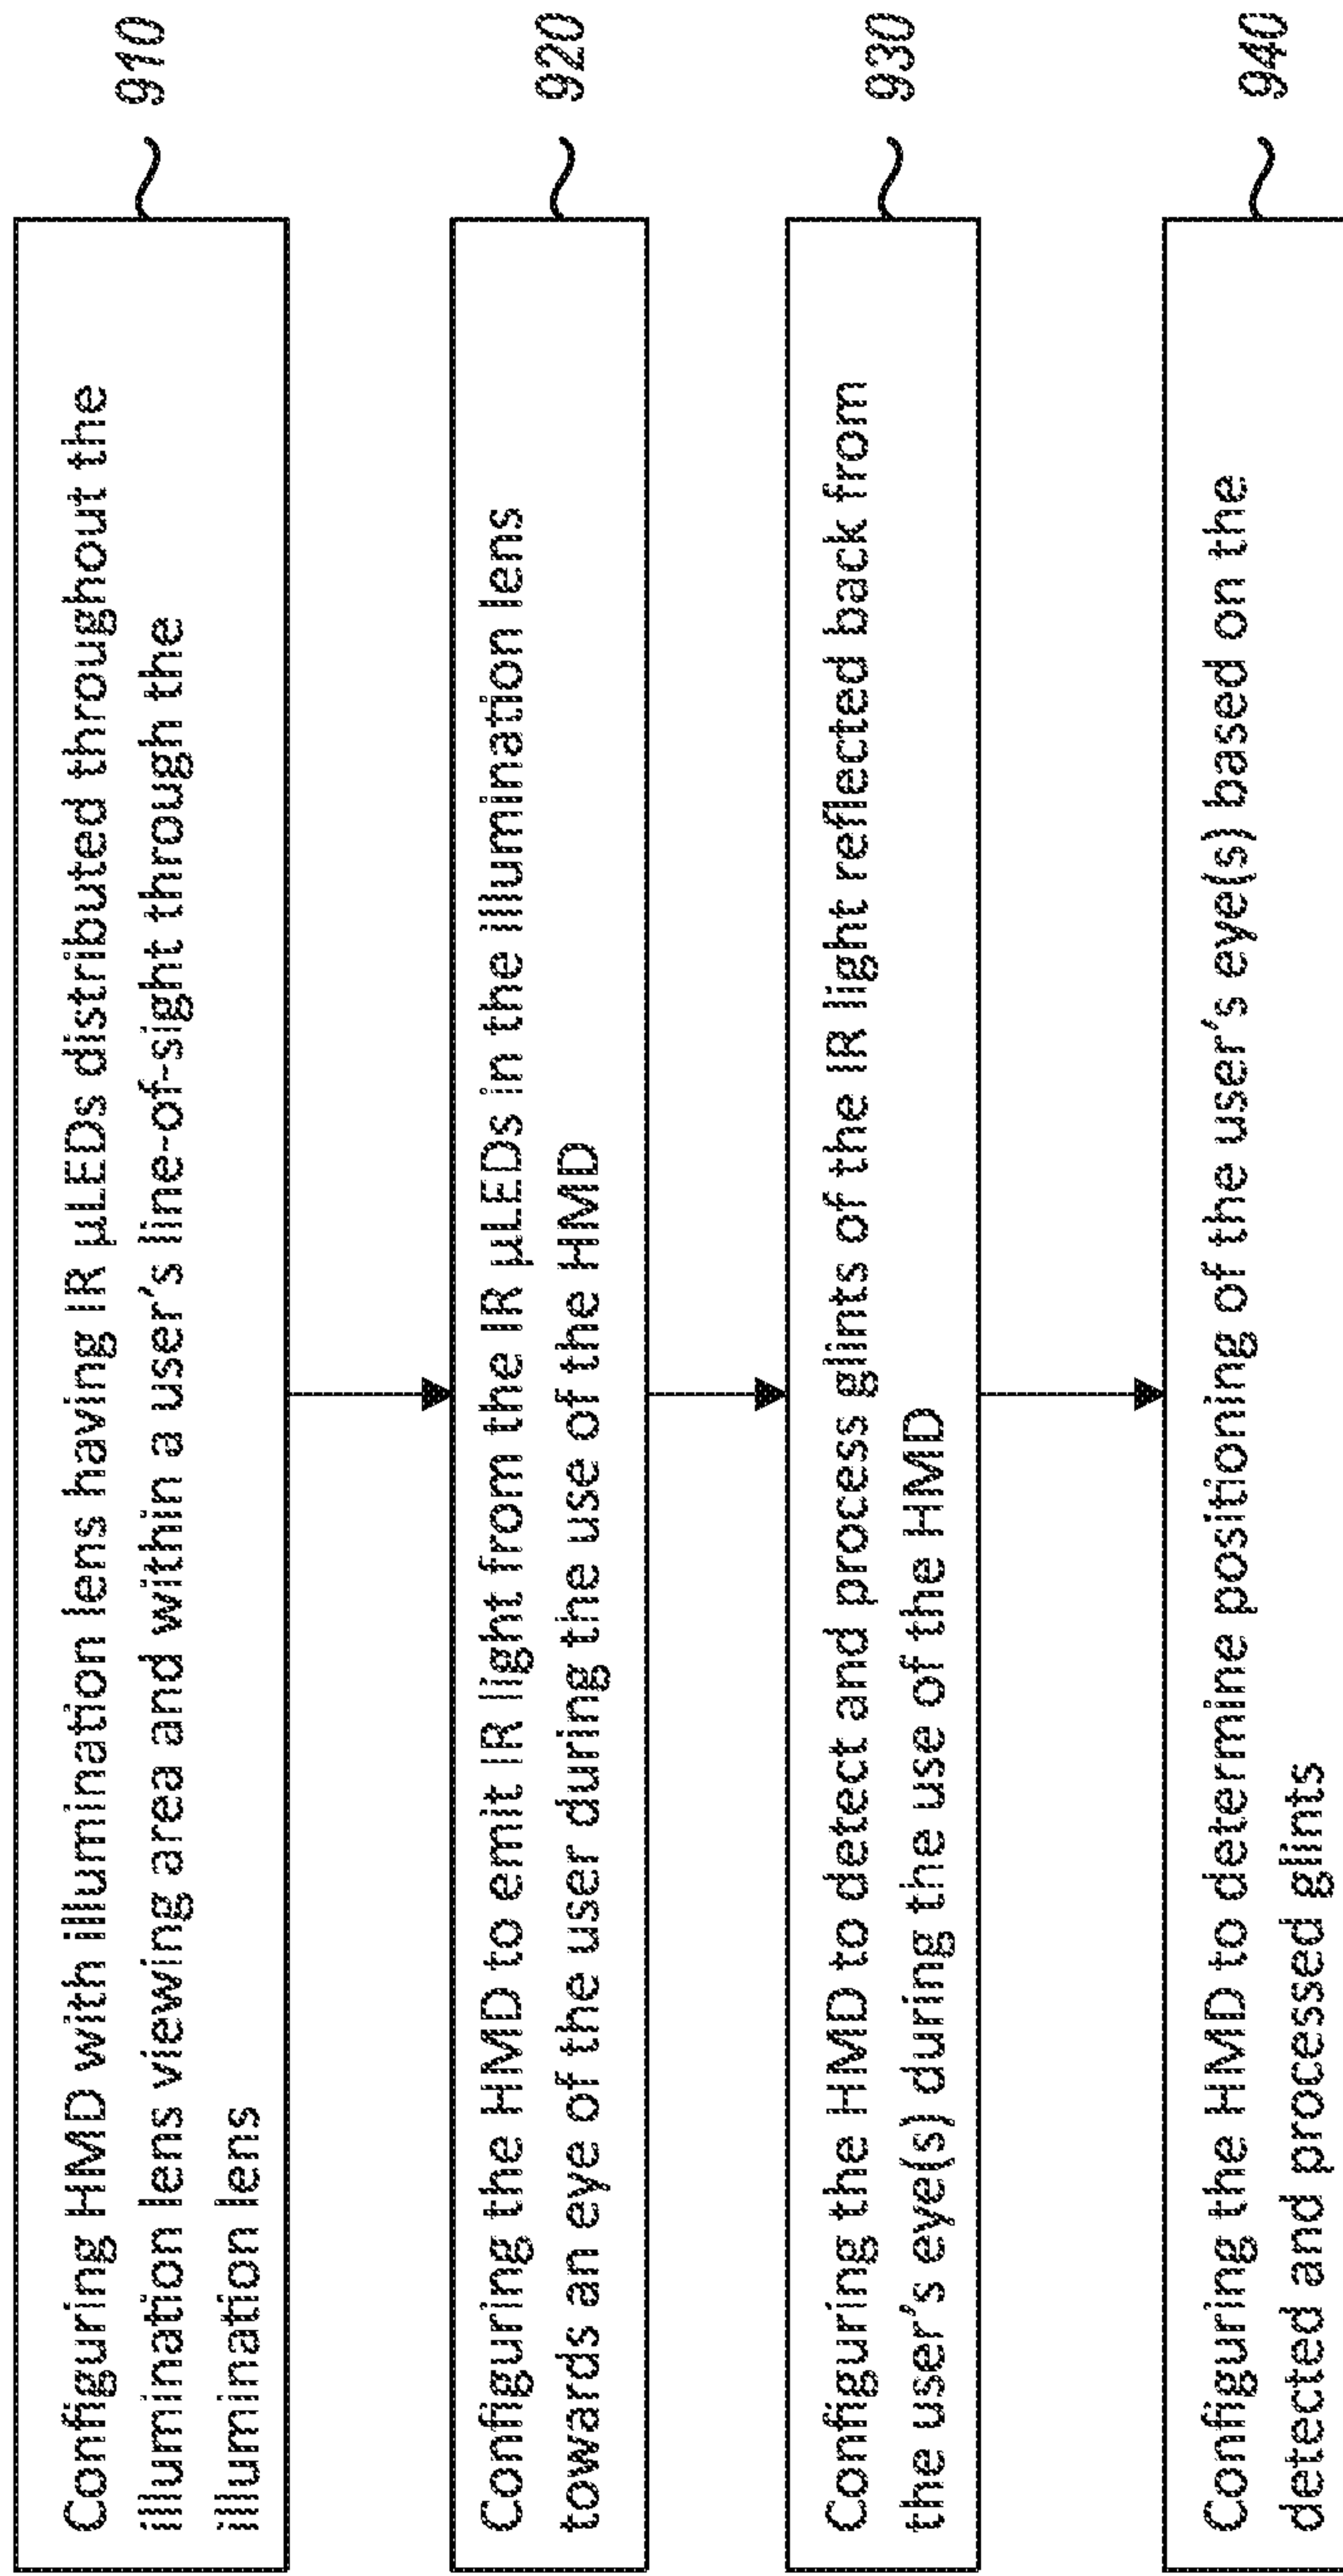 Configuring HMD with illumination lens having IR µLEDs distributed throughout the
illumination lens viewing area and within a user's line-of-sight through the
illumination lens
910
Configuring the HMD to emit IR light from the IR µLEDs in the illumination lens
towards an eye of the user during the use of the HMD
920
Configuring the HMD to detect and process glints of the IR light reflected back from
the user's eye(s) during the use of the HMD
930
Configuring the HMD to determine positioning of the user's eye(s) based on the
detected and processed glints
940